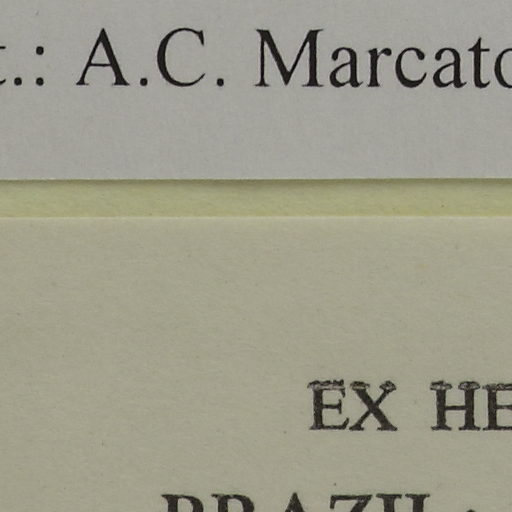 t.: A.C. Marcato
EX HE
BRAZIL: